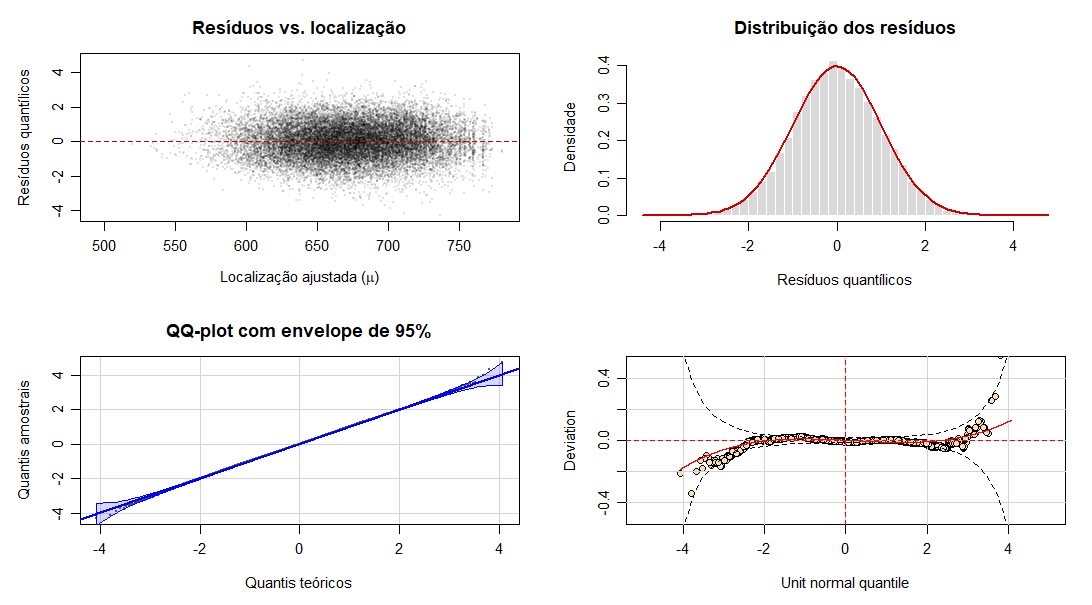 Resíduos vs. localização
Resíduos quantílicos
4
2
0
-2
-4
500 550 600 650 700 750
Localização ajustada (μ)
Distribuição dos resíduos
Densidade
0.4
0.3
0.2
0.1
0.0
-4 -2 0 2 4
Resíduos quantílicos
QQ-plot com envelope de 95%
Quantis amostrais
4
2
0
-2
-4
-4 -2 0 2 4
Quantis teóricos
Deviation
0.4
0.0
-0.4
-4 -2 0 2 4
Unit normal quantile